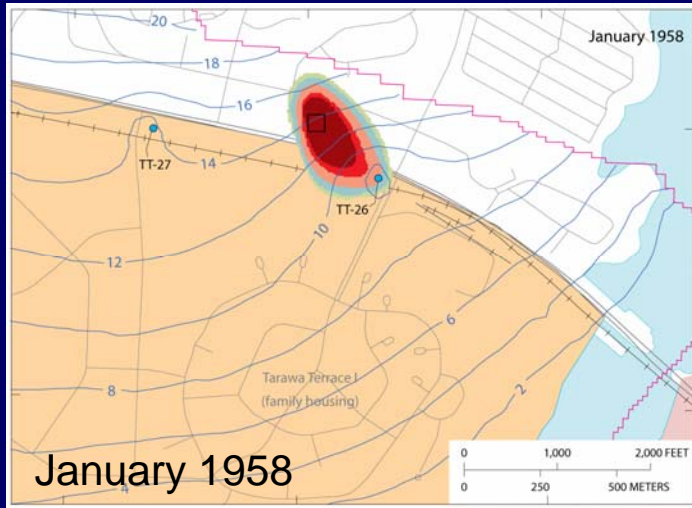 20
January 1958
18
16
TT-27
14
TT-26
10
12
6
Tarawa Terrace I
(family housing)
8
2
4
January 1958
0 1,000 2,000 FEET
0 250 500 METERS